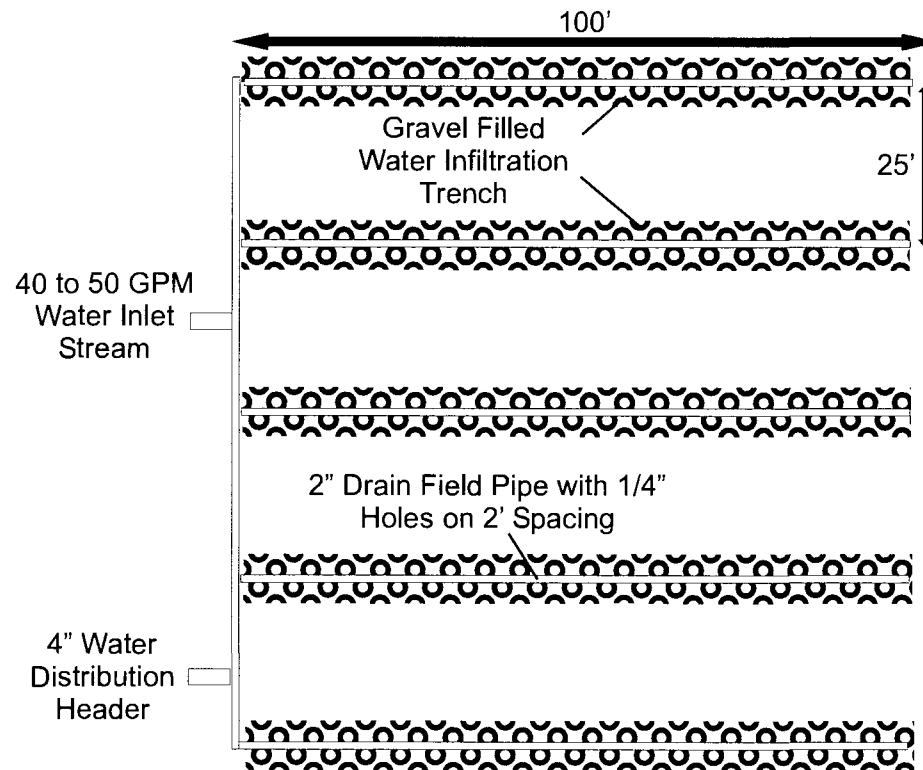 100’
Gravel Filled
Water Infiltration
Trench
25’
40 to 50 GPM
Water Inlet
Stream
2” Drain Field Pipe with 1/4”
Holes on 2’ Spacing
4” Water
Distribution
Header